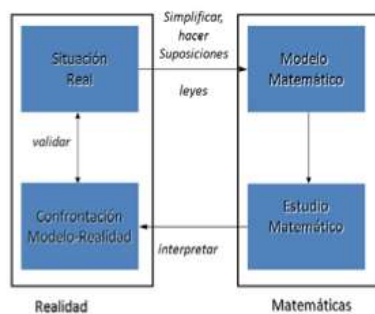 Simplificar,
hacer
Suposiciones
Situación
Real
Modelo
Matemático
leyes
validar
Confrontación
Modelo-Realidad
Estudio
Matemático
interpretar
Realidad
Matemáticas